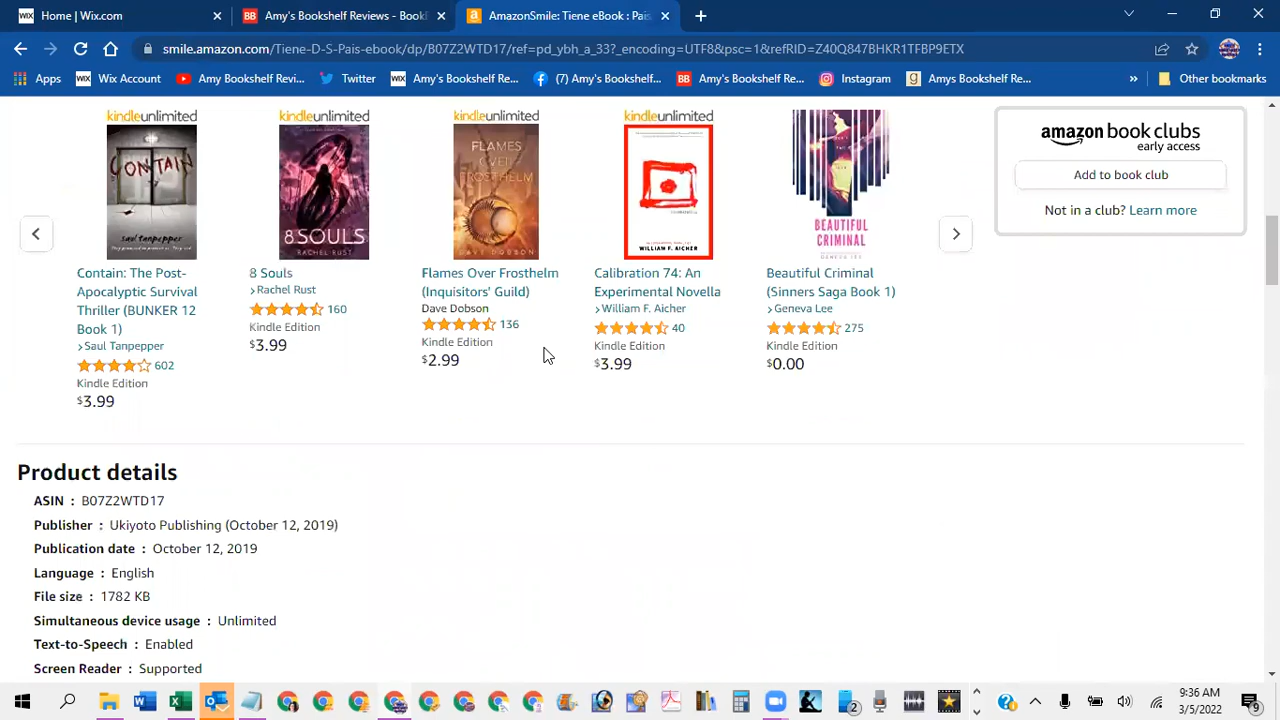 Home | Wix.com
Amy's Bookshelf Reviews - Book
AmazonSmile: Tiene eBook : Pais
smile.amazon.com/Tiene-D-S-Pais-ebook/dp/B07Z2WTD17/ref=pd_ybh_a_33?_encoding=UTF8&psc=1&refRID=Z40Q847BHKR1TFBP9ETX
Apps WIX Wix Account Amy Bookshelf Revi... Twitter WIX Amy's Bookshelf Re... (7) Amy's Bookshelf... BB Amy's Bookshelf Re... Instagram Amys Bookshelf Re... » Other bookmarks
kindleunlimited kindleunlimited kindleunlimited kindleunlimited
CONTAIN
saul tanpepper
8 SOULS
RACHEL RUST
FLAMES
OVER
FROSTHELM
DAVE DOBSON
WILLIAM F. AICHER
BEAUTIFUL
CRIMINAL
GENEVA LEE
amazon book clubs
early access
Add to book club
Not in a club? Learn more
Contain: The Post-
Apocalyptic Survival
Thriller (BUNKER 12
Book 1)
› Saul Tanpepper
602
Kindle Edition
$3.99
8 Souls
› Rachel Rust
160
Kindle Edition
$3.99
Flames Over Frosthelm
(Inquisitors' Guild)
Dave Dobson
136
Kindle Edition
$2.99
Calibration 74: An
Experimental Novella
› William F. Aicher
40
Kindle Edition
$3.99
Beautiful Criminal
(Sinners Saga Book 1)
› Geneva Lee
275
Kindle Edition
$0.00
Product details
ASIN : B07Z2WTD17
Publisher : Ukiyoto Publishing (October 12, 2019)
Publication date : October 12, 2019
Language : English
File size : 1782 KB
Simultaneous device usage : Unlimited
Text-to-Speech : Enabled
Screen Reader : Supported
9:36 AM
3/5/2022